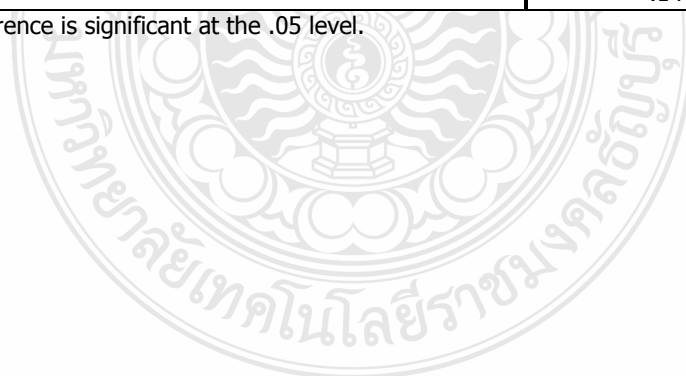 rence is significant at the .05 level.
มหาวิทยาลัยเทคโนโลยีราชมงคลธัญบุรี